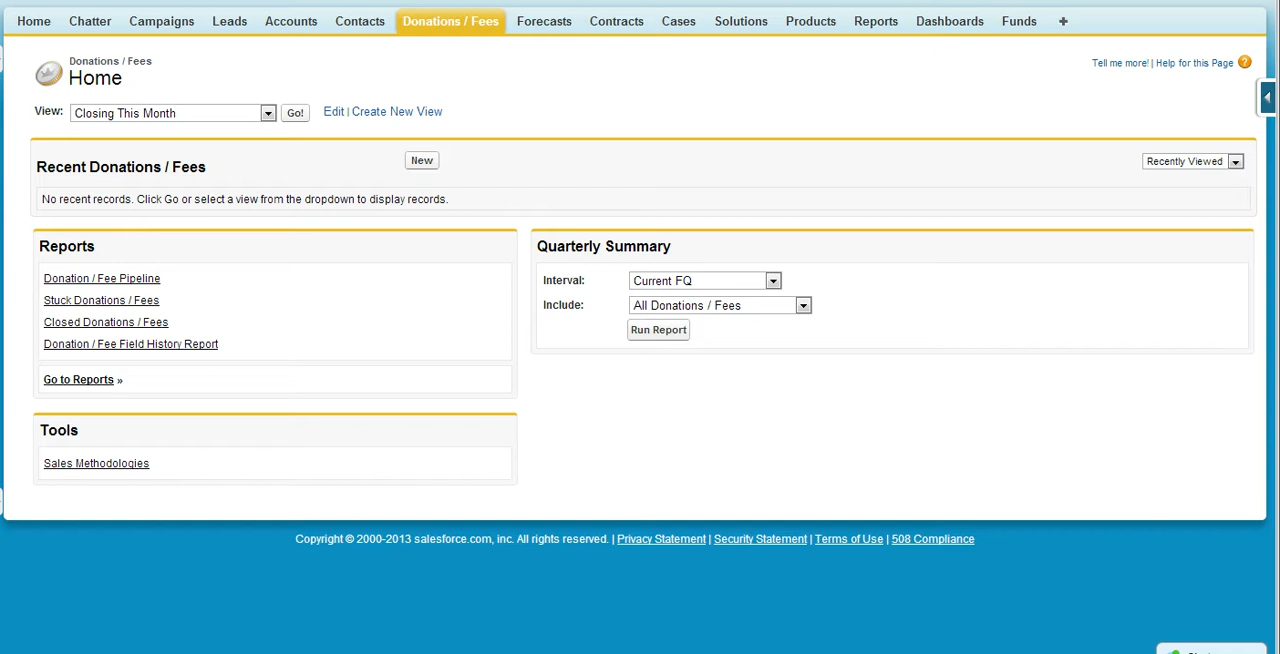 Home Chatter Campaigns Leads Accounts Contacts Donations / Fees Forecasts Contracts Cases Solutions Products Reports Dashboards Funds +
Donations / Fees
Home
Tell me more! | Help for this Page ?
View: Closing This Month Go! Edit | Create New View
Recent Donations / Fees New Recently Viewed
No recent records. Click Go or select a view from the dropdown to display records.
Reports
Donation / Fee Pipeline
Stuck Donations / Fees
Closed Donations / Fees
Donation / Fee Field History Report
Go to Reports »
Quarterly Summary
Interval: Current FQ
Include: All Donations / Fees
Run Report
Tools
Sales Methodologies
Copyright © 2000-2013 salesforce.com, inc. All rights reserved. | Privacy Statement | Security Statement | Terms of Use | 508 Compliance